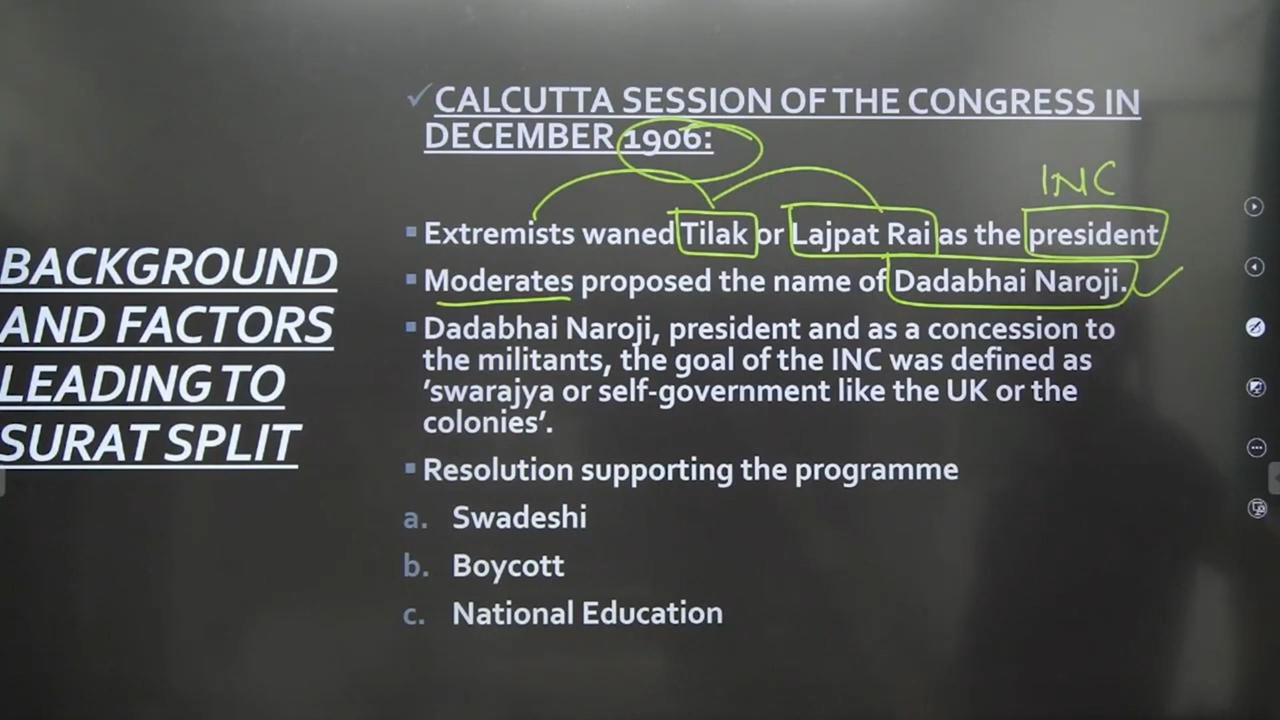 BACKGROUND
AND FACTORS
LEADING TO
SURAT SPLIT
CALCUTTA SESSION OF THE CONGRESS IN
DECEMBER 1906:
INC
Extremists waned Tilak or Lajpat Rai as the president
Moderates proposed the name of Dadabhai Naroji.
Dadabhai Naroji, president and as a concession to
the militants, the goal of the INC was defined as
‘swarajya or self-government like the UK or the
colonies’.
Resolution supporting the programme
a. Swadeshi
b. Boycott
c. National Education